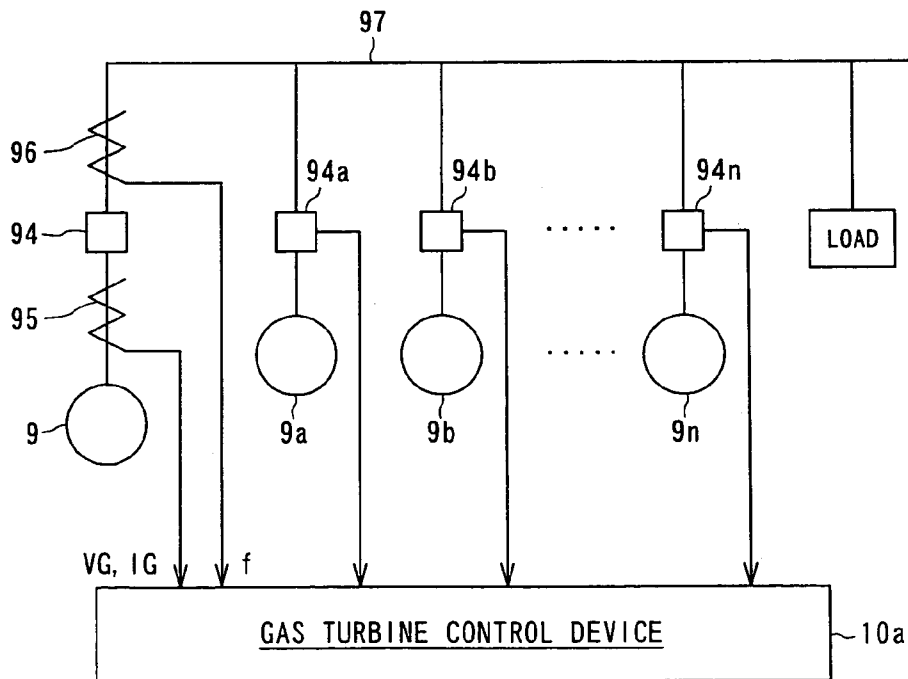 97
96
94a
94b
94n
94
LOAD
95
9
9a
9b
9n
VG, IG
f
GAS TURBINE CONTROL DEVICE
10a